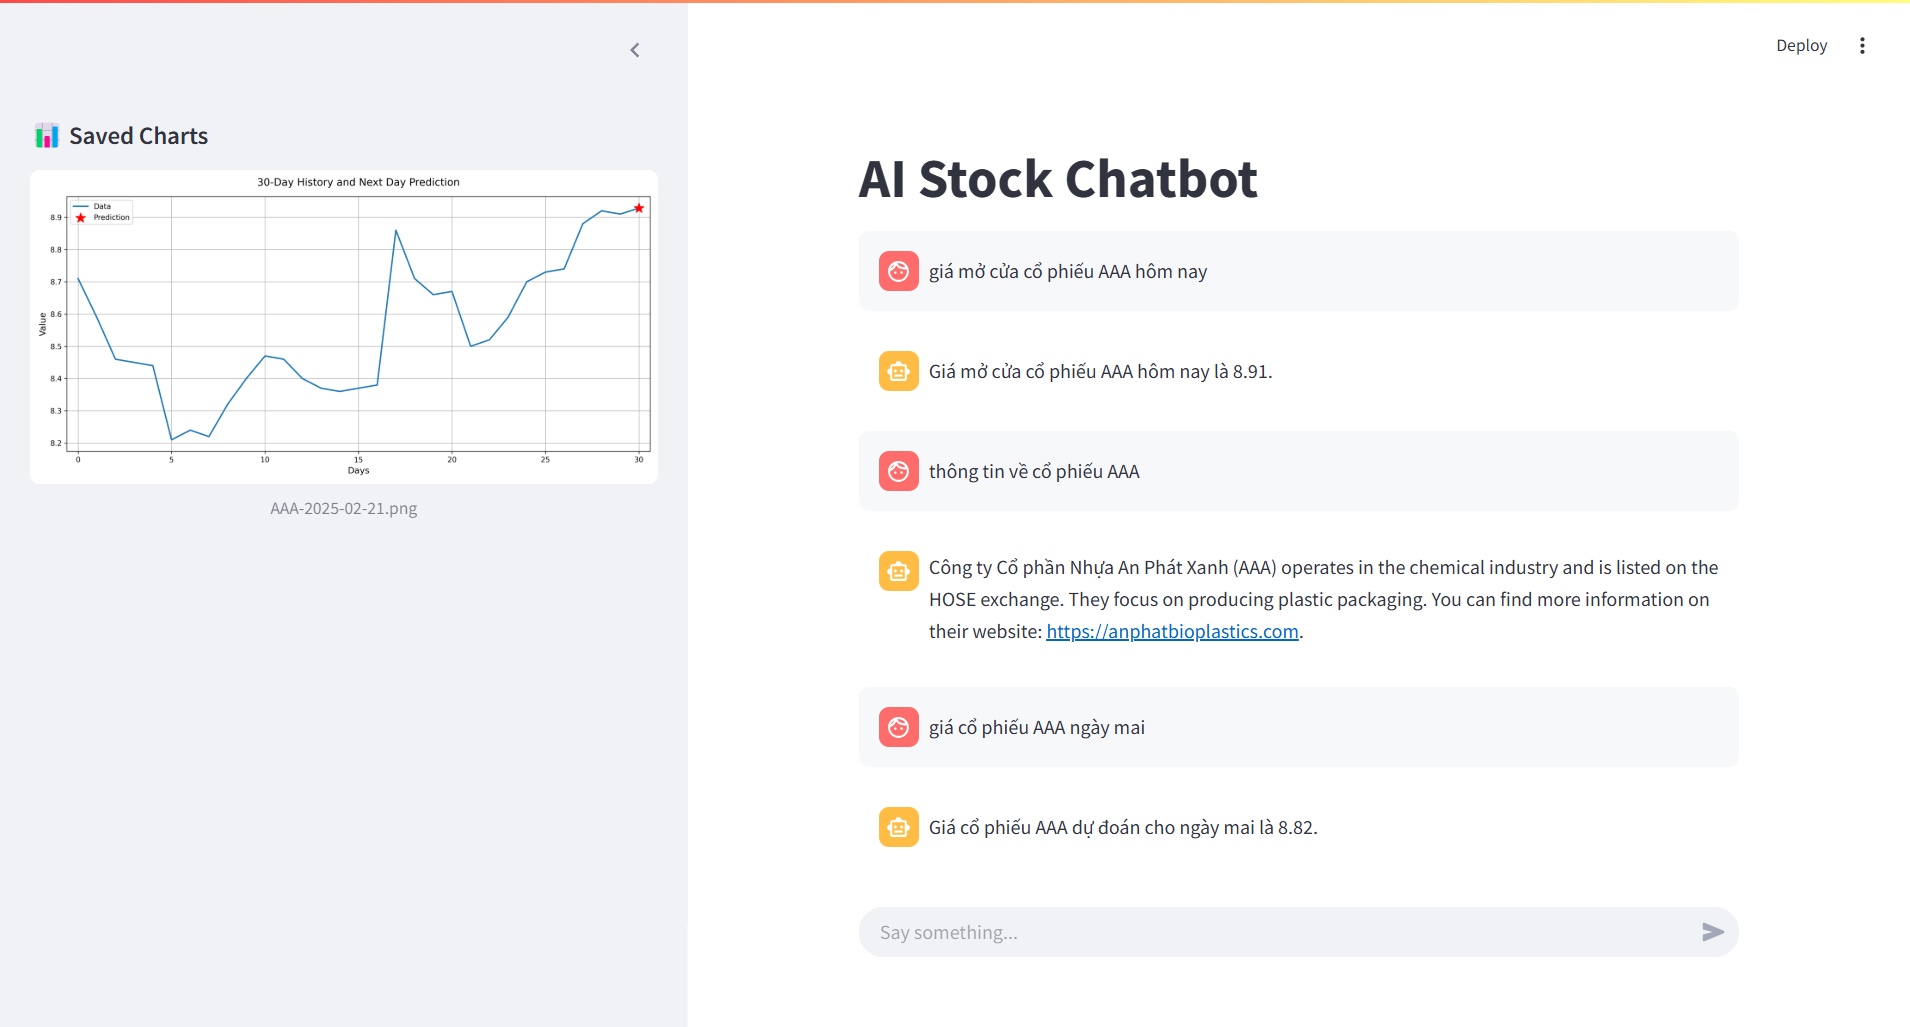 Deploy
Saved Charts
30-Day History and Next Day Prediction
Data
Prediction
8.9
8.8
8.7
8.6
8.5
8.4
8.3
8.2
Value
0 5 10 15 20 25 30
Days
AAA-2025-02-21.png
AI Stock Chatbot
giá mở cửa cổ phiếu AAA hôm nay
Giá mở cửa cổ phiếu AAA hôm nay là 8.91.
thông tin về cổ phiếu AAA
Công ty Cổ phần Nhựa An Phát Xanh (AAA) operates in the chemical industry and is listed on the
HOSE exchange. They focus on producing plastic packaging. You can find more information on
their website: https://anphatbioplastics.com.
giá cổ phiếu AAA ngày mai
Giá cổ phiếu AAA dự đoán cho ngày mai là 8.82.
Say something...